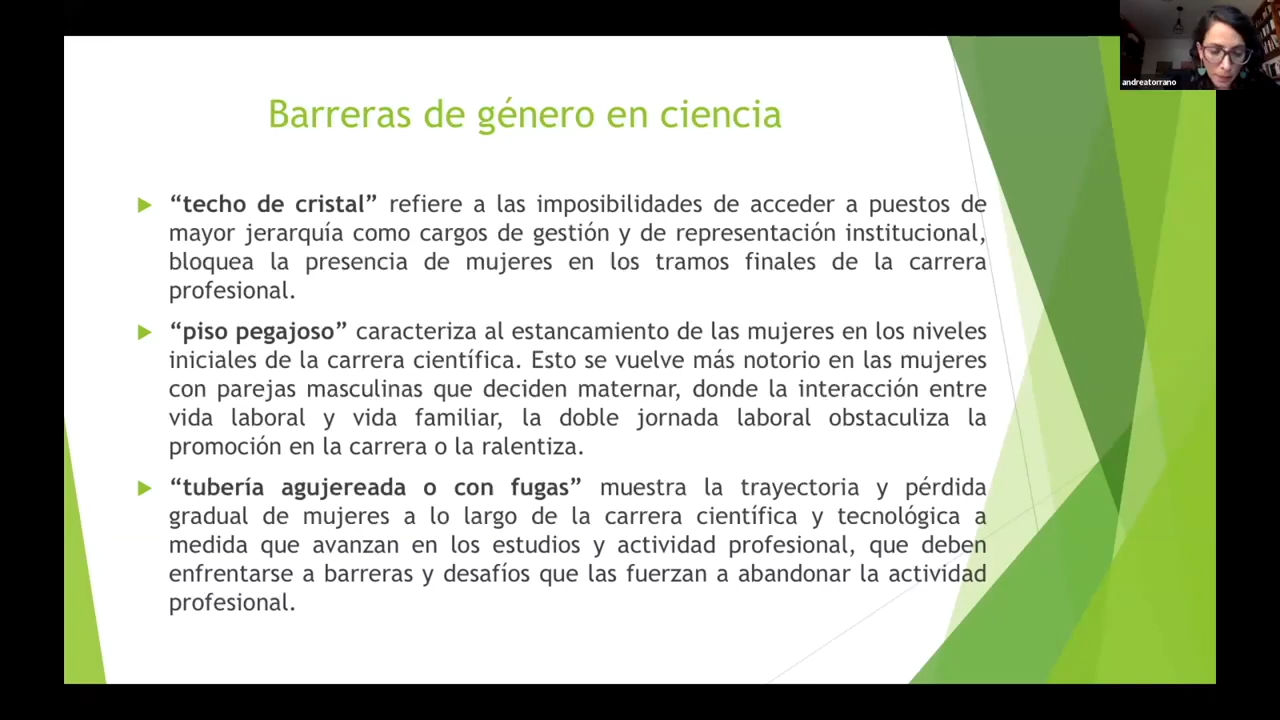 andreatorrano
Barreras de género en ciencia
“techo de cristal” refiere a las imposibilidades de acceder a puestos de
mayor jerarquía como cargos de gestión y de representación institucional,
bloquea la presencia de mujeres en los tramos finales de la carrera
profesional.
“piso pegajoso” caracteriza al estancamiento de las mujeres en los niveles
iniciales de la carrera científica. Esto se vuelve más notorio en las mujeres
con parejas masculinas que deciden maternar, donde la interacción entre
vida laboral y vida familiar, la doble jornada laboral obstaculiza la
promoción en la carrera o la ralentiza.
“tubería agujereada o con fugas” muestra la trayectoria y pérdida
gradual de mujeres a lo largo de la carrera científica y tecnológica a
medida que avanzan en los estudios y actividad profesional, que deben
enfrentarse a barreras y desafíos que las fuerzan a abandonar la actividad
profesional.